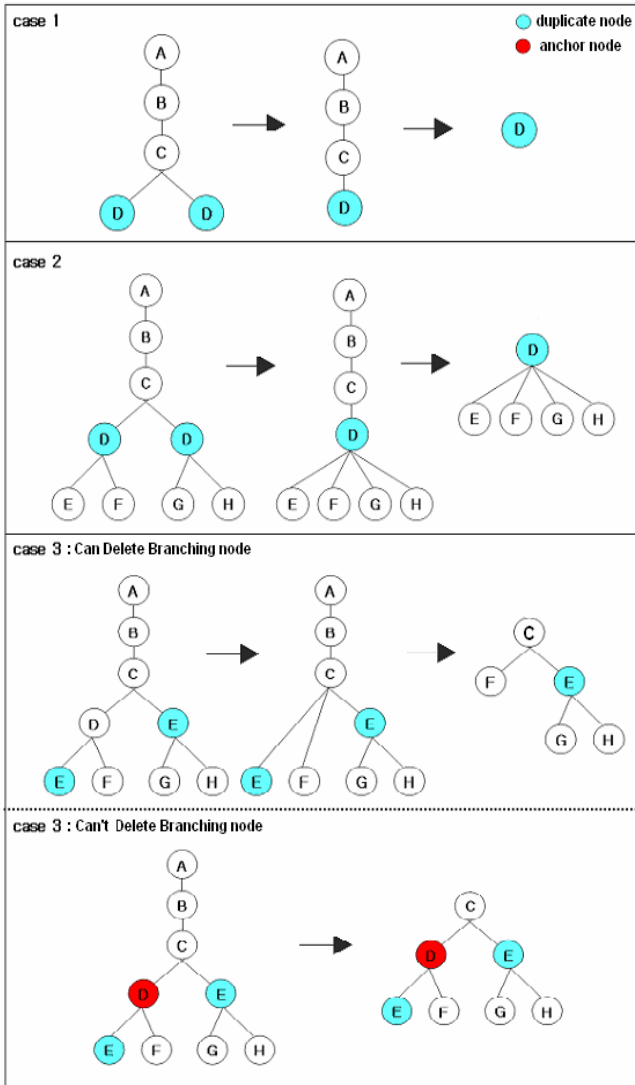 case 1
duplicate node
anchor node
A A
B B
C C D
D D D
case 2
A A
B B
C C D
D D D E F G H
E F G H E F G H
case 3 : Can Delete Branching node
A A
B B
C C C
D E E F E
E F G H E F G H G H
case 3 : Can't Delete Branching node
A
B
C C
D E D E
E F G H E F G H